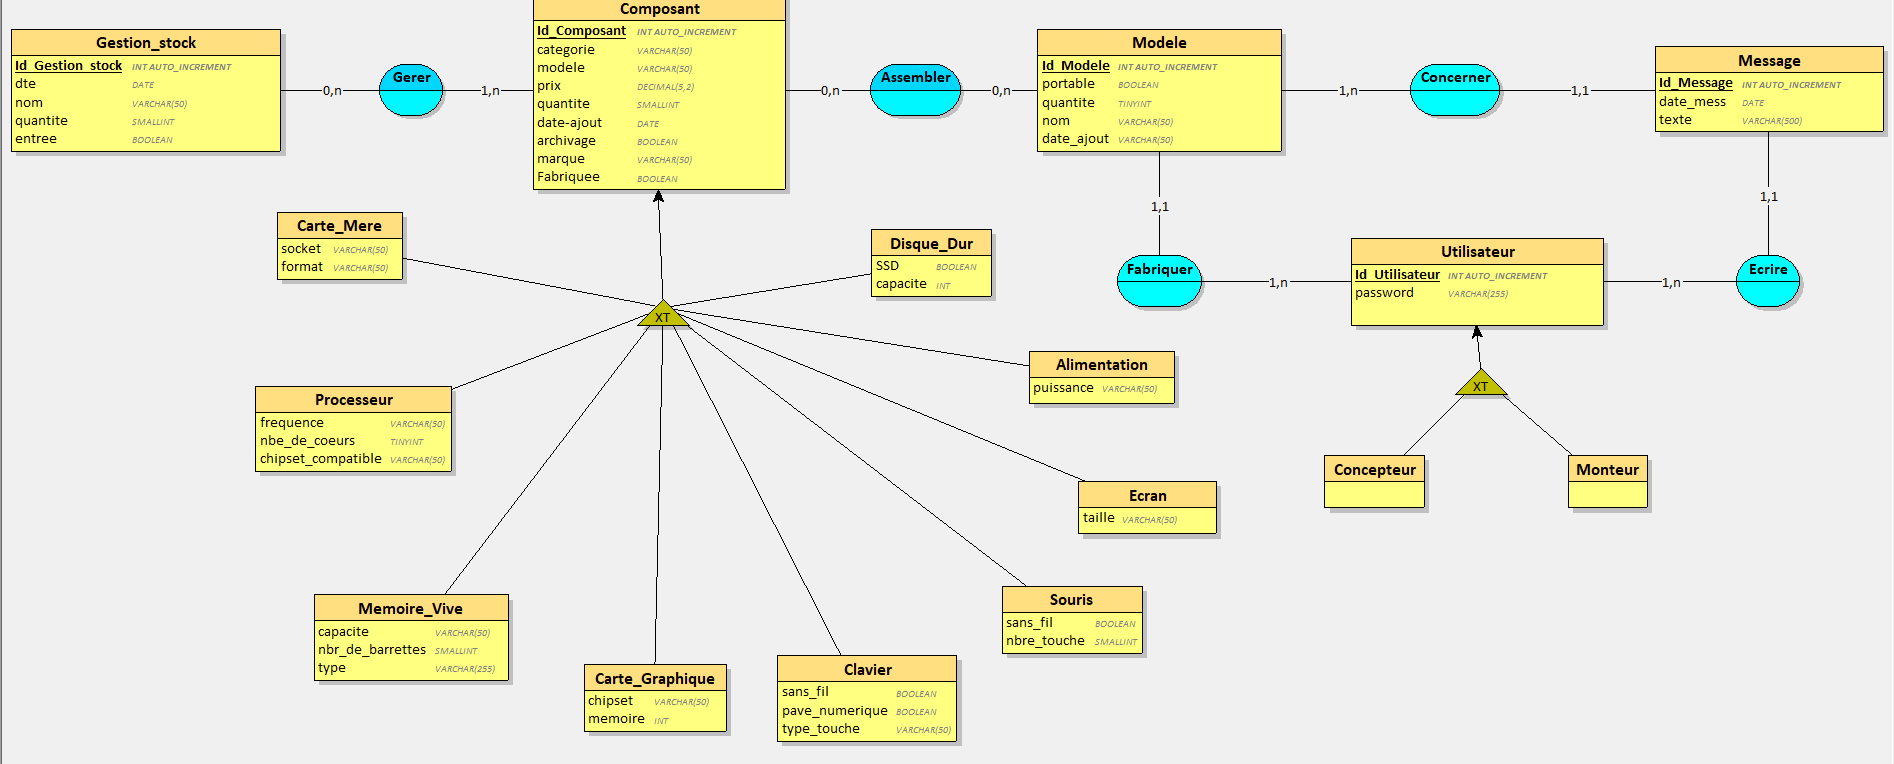 Gestion_stock
Id_Gestion_stock INT AUTO_INCREMENT
dte DATE
nom VARCHAR(50)
quantite SMALLINT
entree BOOLEAN
0,n
Gerer
1,n
Composant
Id_Composant INT AUTO_INCREMENT
categorie VARCHAR(50)
modele VARCHAR(50)
prix DECIMAL(5,2)
quantite SMALLINT
date-ajout DATE
archivage BOOLEAN
marque VARCHAR(50)
Fabriquee BOOLEAN
0,n
Assembler
0,n
Modele
Id_Modele INT AUTO_INCREMENT
portable BOOLEAN
quantite TINYINT
nom VARCHAR(50)
date_ajout VARCHAR(50)
1,n
Concerner
1,1
Message
Id_Message INT AUTO_INCREMENT
date_mess DATE
texte VARCHAR(500)
1,1
1,1
Carte_Mere
socket VARCHAR(50)
format VARCHAR(50)
Disque_Dur
SSD BOOLEAN
capacite INT
Fabriquer
1,n
Utilisateur
Id_Utilisateur INT AUTO_INCREMENT
password VARCHAR(255)
1,n
Ecrire
XT
Alimentation
puissance VARCHAR(50)
XT
Processeur
frequence VARCHAR(50)
nbe_de_coeurs TINYINT
chipset_compatible VARCHAR(50)
Concepteur
Monteur
Ecran
taille VARCHAR(50)
Memoire_Vive
capacite VARCHAR(50)
nbr_de_barrettes SMALLINT
type VARCHAR(255)
Souris
sans_fil BOOLEAN
nbre_touche SMALLINT
Carte_Graphique
chipset VARCHAR(50)
memoire INT
Clavier
sans_fil BOOLEAN
pave_numerique BOOLEAN
type_touche VARCHAR(50)